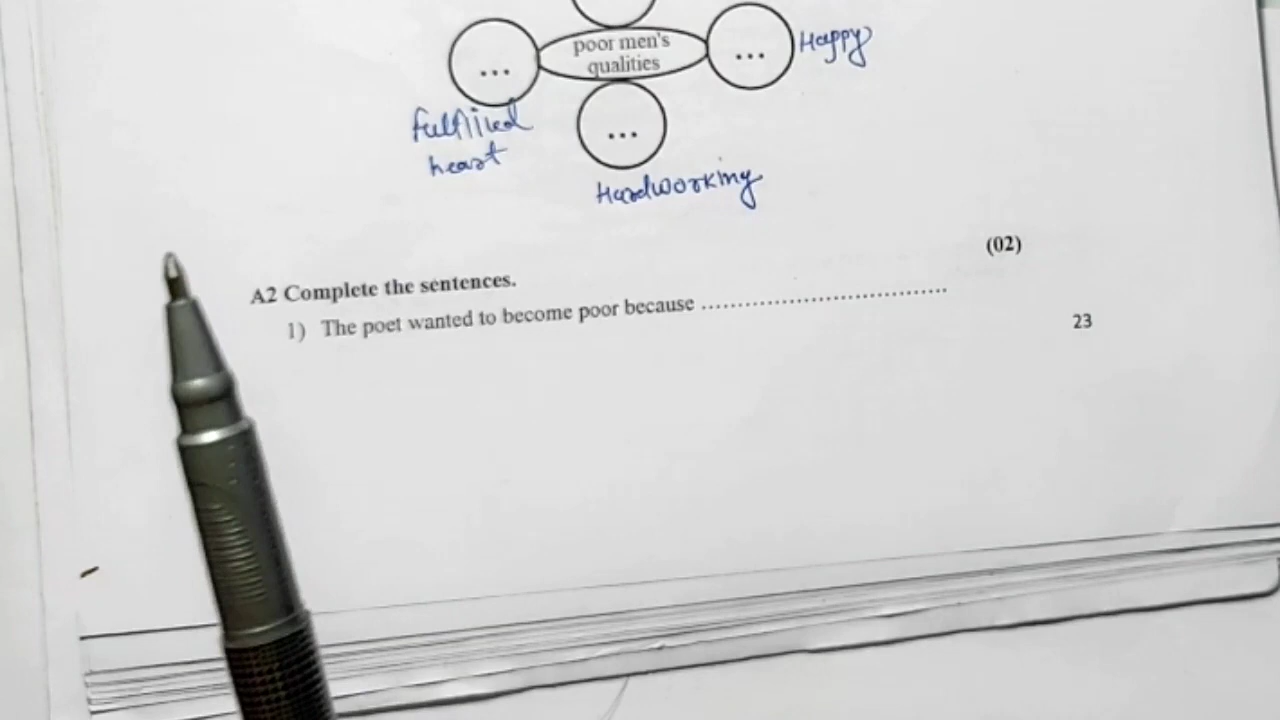 poor men's
qualities
...
...
Happy
fulfilled
heart
...
Hardworking
(02)
A2 Complete the sentences.
1) The poet wanted to become poor because ..................................
23